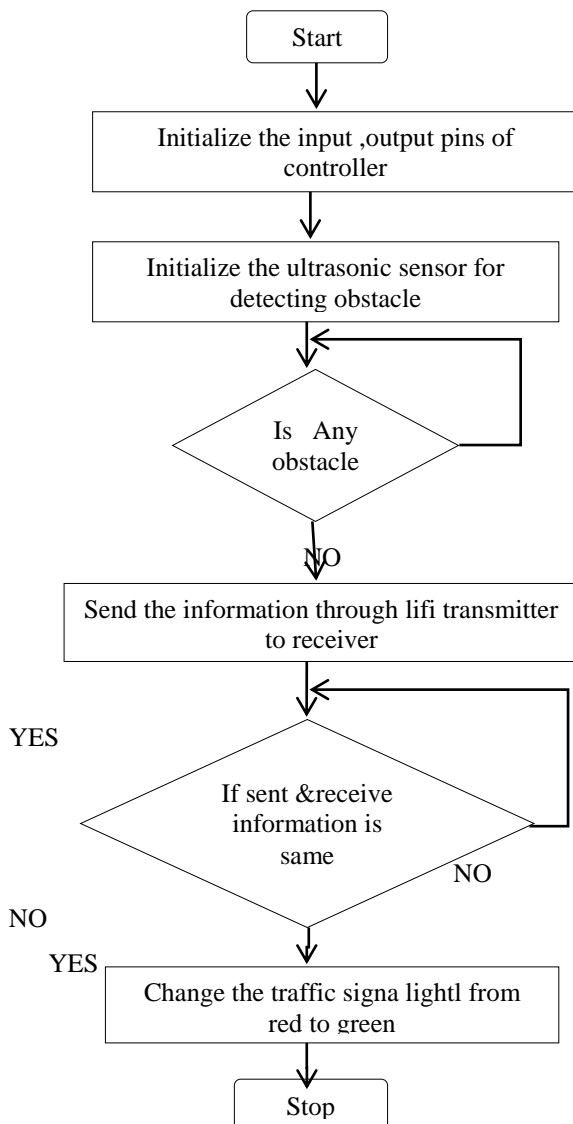 Start
Initialize the input ,output pins of
controller
Initialize the ultrasonic sensor for
detecting obstacle
Is Any
obstacle
NO
Send the information through lifi transmitter
to receiver
YES
If sent &receive
information is
same
NO
NO
YES
Change the traffic signa lightl from
red to green
Stop